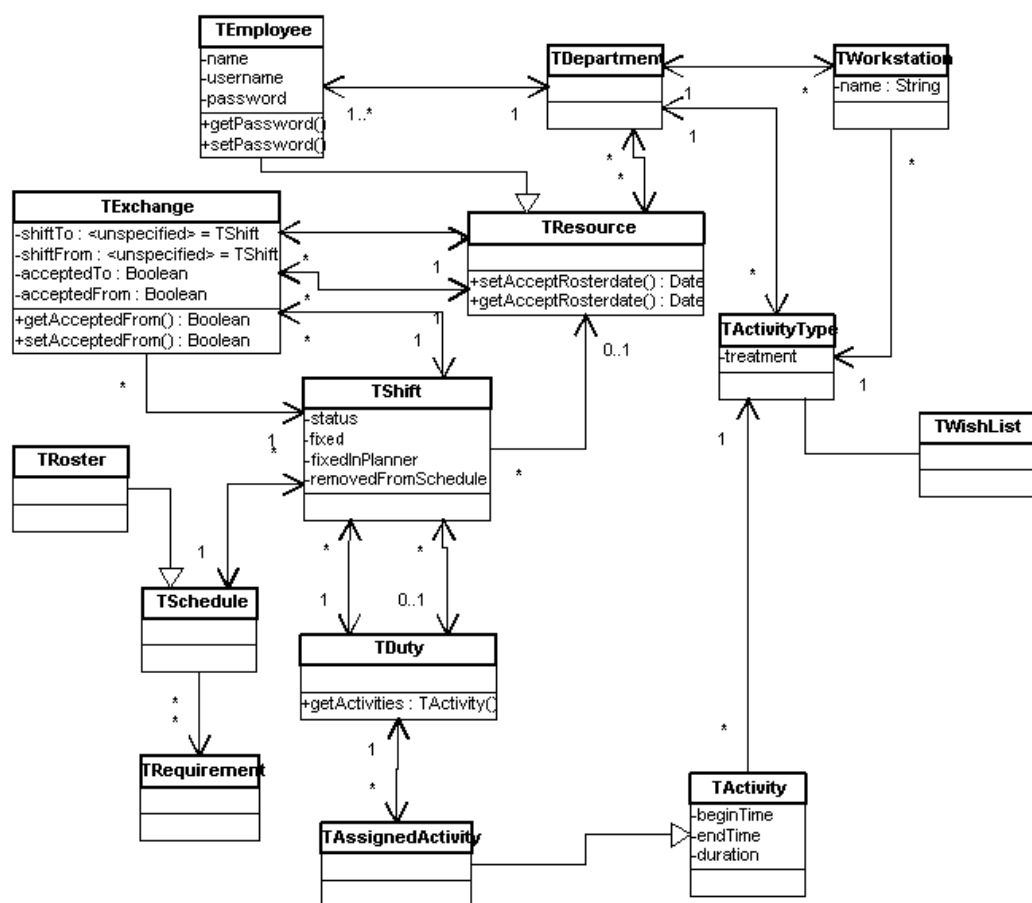 TEmployee
-name
-username
-password
+getPassword()
+setPassword()
TDepartment
TWorkstation
-name : String
1..*
1
1
*
1
1
*
*
*
*
TExchange
-shiftTo : <unspecified> = TShift
-shiftFrom : <unspecified> = TShift
-acceptedTo : Boolean
-acceptedFrom : Boolean
+getAcceptedFrom() : Boolean
+setAcceptedFrom() : Boolean
TResource
+setAcceptRosterdate() : Date
+getAcceptRosterdate() : Date
*
1
*
1
*
1
0..1
*
TActivityType
-treatment
1
*
1
TShift
-status
-fixed
-fixedInPlanner
-removedFromSchedule
1
*
*
TWishList
TRoster
1
TSchedule
*
*
1
0..1
TDuty
+getActivities : TActivity()
*
*
TRequirement
1
*
*
TAssignedActivity
TActivity
-beginTime
-endTime
-duration